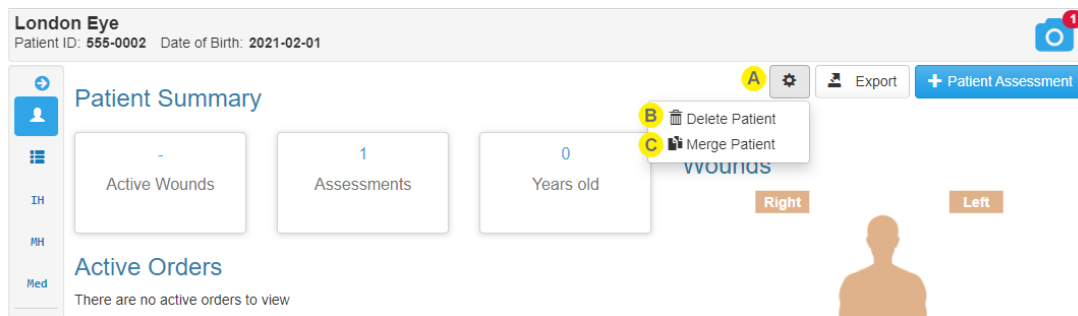 London Eye
Patient ID: 555-0002 Date of Birth: 2021-02-01
1
A
Export
+ Patient Assessment
Patient Summary
B Delete Patient
C Merge Patient
-
Active Wounds
1
Assessments
0
Years old
Wounds
Right
Left
IH
MH
Med
Active Orders
There are no active orders to view